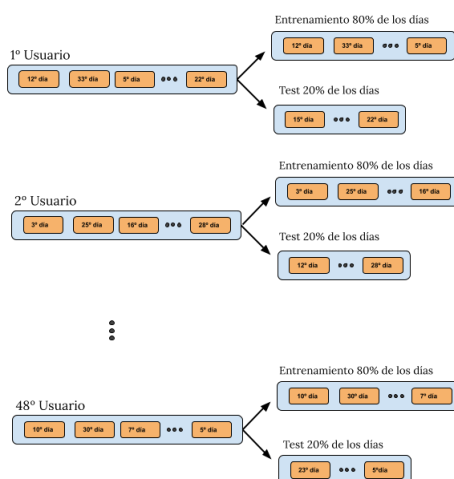 Entrenamiento 80% de los días
12º día 33º día 5º día
1º Usuario
12º día 33º día 5º día 22º día
Test 20% de los días
15º día 22º día
Entrenamiento 80% de los días
3º día 25º día 16º día
2º Usuario
3º día 25º día 16º día 28º día
Test 20% de los días
12º día 28º día
Entrenamiento 80% de los días
10º día 30º día 7º día
48º Usuario
10º día 30º día 7º día 5º día
Test 20% de los días
23º día 5ºdía